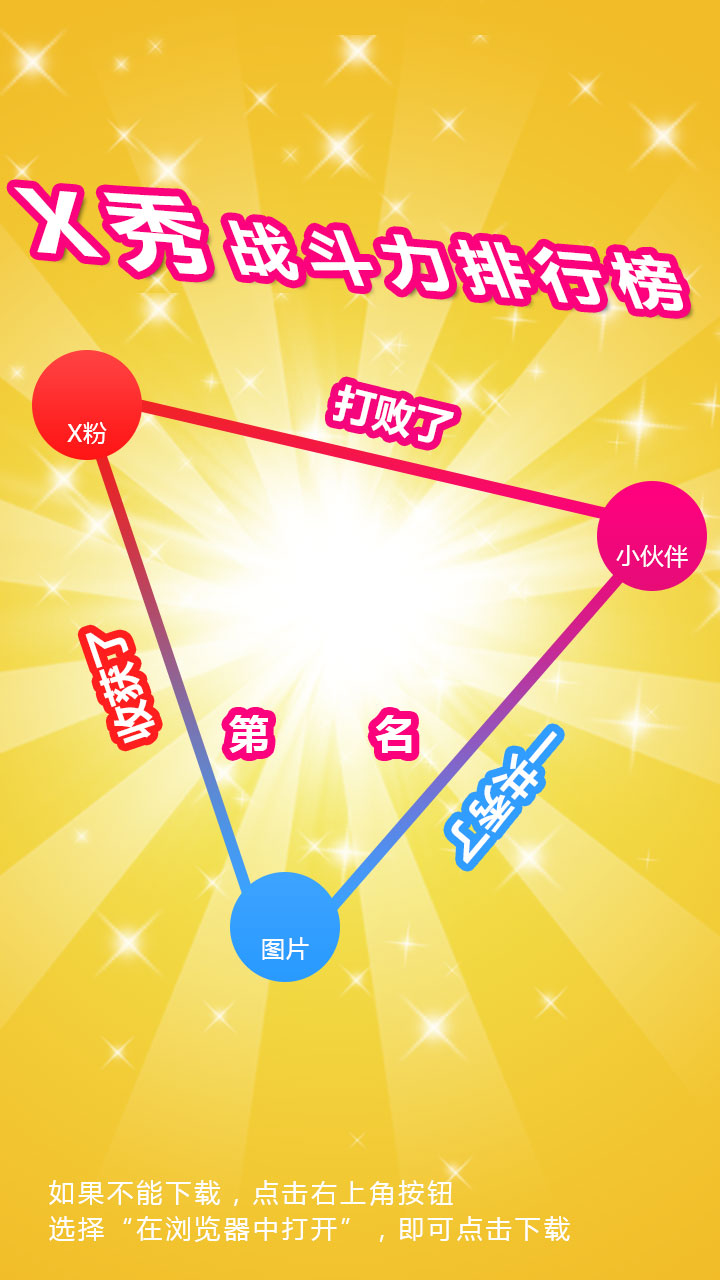 X秀战斗力排行榜
打败了
X粉
小伙伴
收获了
第 名
一共秀了
图片
如果不能下载，点击右上角按钮
选择“在浏览器中打开”，即可点击下载